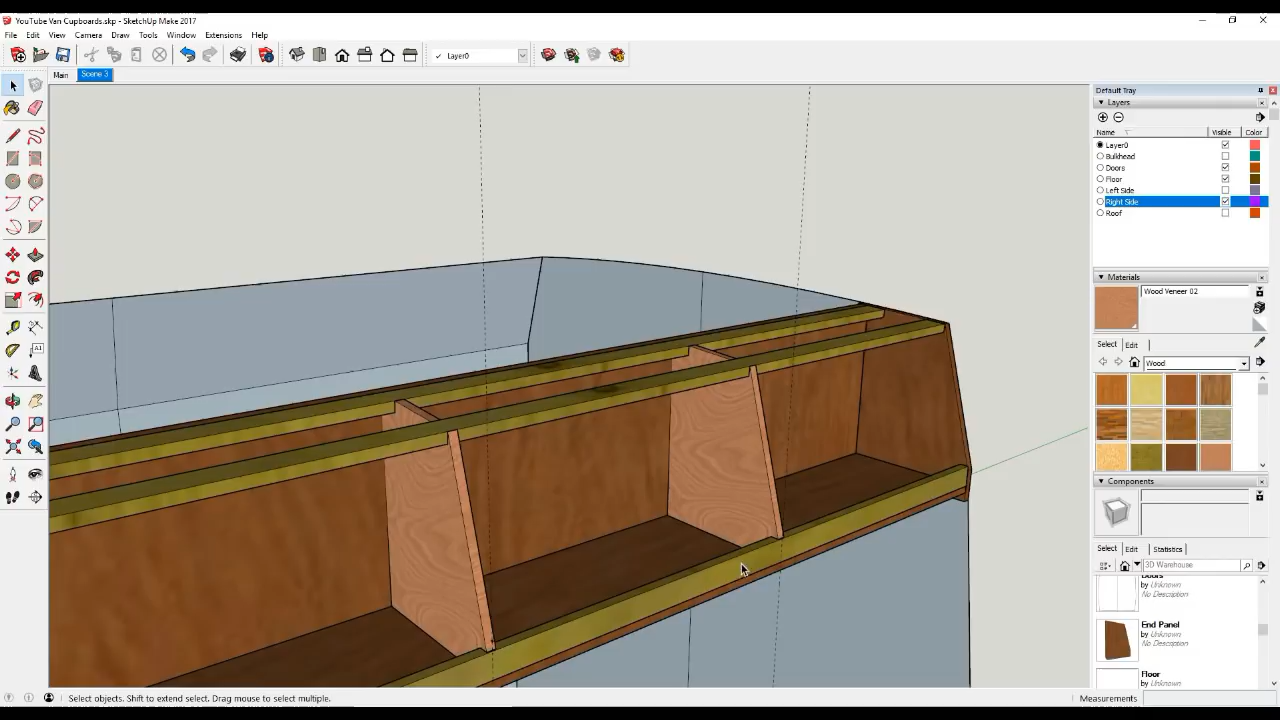 YouTube Van Cupboards.skp - SketchUp Make 2017
File Edit View Camera Draw Tools Window Extensions Help
✓ Layer0
Main Scene 3
Default Tray
Layers
Name Visible Color
Layer0
Bulkhead
Doors
Floor
Left Side
Right Side
Roof
Materials
Wood Veneer 02
Select Edit
Wood
Components
Select Edit Statistics
3D Warehouse
Doors
by Unknown
No Description
End Panel
by Unknown
No Description
Floor
by Unknown
Select objects. Shift to extend select. Drag mouse to select multiple.
Measurements